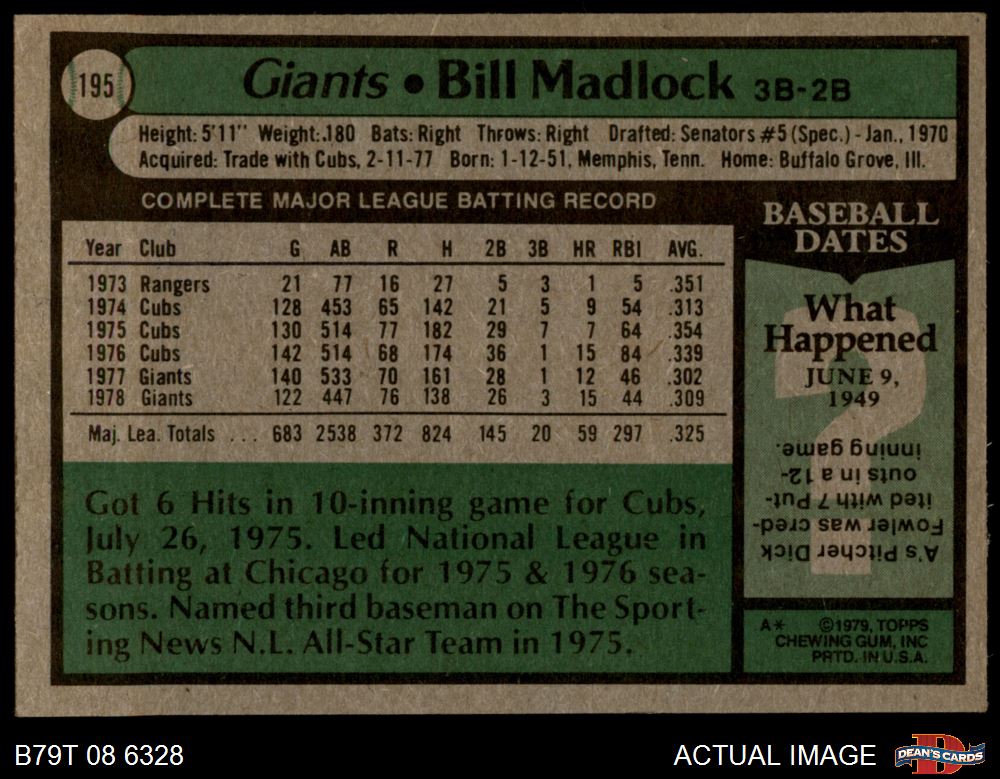 195
Giants • Bill Madlock 3B-2B
Height: 5'11" Weight: 180 Bats: Right Throws: Right Drafted: Senators #5 (Spec.) - Jan., 1970
Acquired: Trade with Cubs, 2-11-77 Born: 1-12-51, Memphis, Tenn. Home: Buffalo Grove, Ill.
COMPLETE MAJOR LEAGUE BATTING RECORD
Year Club G AB R H 2B 3B HR RBI AVG.
1973 Rangers 21 77 16 27 5 3 1 5 .351
1974 Cubs 128 453 65 142 21 5 9 54 .313
1975 Cubs 130 514 77 182 29 7 7 64 .354
1976 Cubs 142 514 68 174 36 1 15 84 .339
1977 Giants 140 533 70 161 28 1 12 46 .302
1978 Giants 122 447 76 138 26 3 15 44 .309
Maj. Lea. Totals ... 683 2538 372 824 145 20 59 297 .325
Got 6 Hits in 10-inning game for Cubs,
July 26, 1975. Led National League in
Batting at Chicago for 1975 & 1976 sea-
sons. Named third baseman on The Sport-
ing News N.L. All-Star Team in 1975.
BASEBALL
DATES
What
Happened
JUNE 9,
1949
A's Pitcher Dick
Fowler was cred-
ited with 7 Put-
outs in a 12-
inning game.
A* ©1979, TOPPS
CHEWING GUM, INC
PRTD. IN U.S.A.
B79T 08 6328
ACTUAL IMAGE
D
DEAN'S CARDS